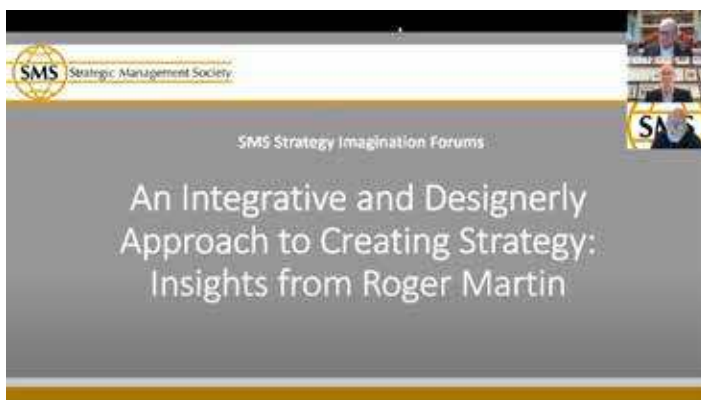 SMS Strategic Management Society
SMS Strategy Imagination Forums
An Integrative and Designerly
Approach to Creating Strategy:
Insights from Roger Martin